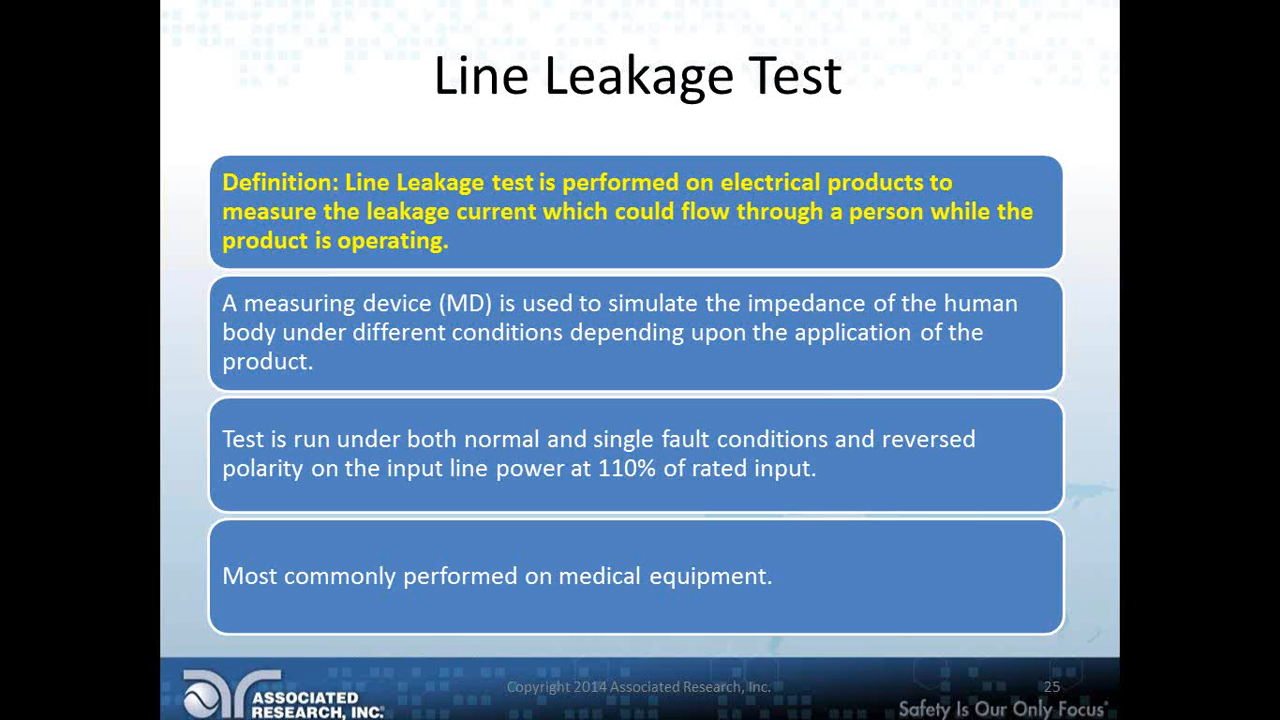 Line Leakage Test
Definition: Line Leakage test is performed on electrical products to
measure the leakage current which could flow through a person while the
product is operating.
A measuring device (MD) is used to simulate the impedance of the human
body under different conditions depending upon the application of the
product.
Test is run under both normal and single fault conditions and reversed
polarity on the input line power at 110% of rated input.
Most commonly performed on medical equipment.
ASSOCIATED
RESEARCH, INC.
Copyright 2014 Associated Research, Inc.
25
Safety Is Our Only Focus